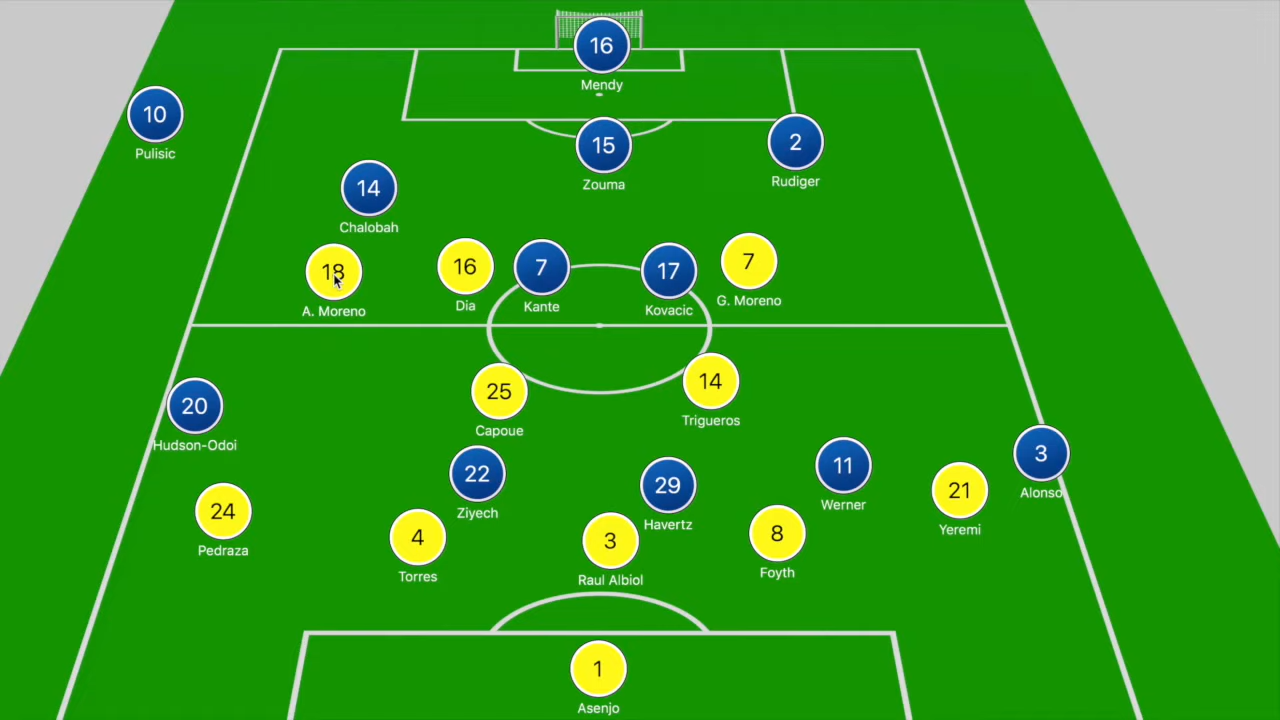 16
Mendy
10
Pulisic
15
Zouma
2
Rudiger
14
Chalobah
18
A. Moreno
16
Dia
7
Kante
17
Kovacic
7
G. Moreno
25
Capoue
14
Trigueros
20
Hudson-Odoi
22
Ziyech
29
Havertz
11
Werner
3
Alonso
24
Pedraza
4
Torres
3
Raul Albiol
8
Foyth
21
Yeremi
1
Asenjo